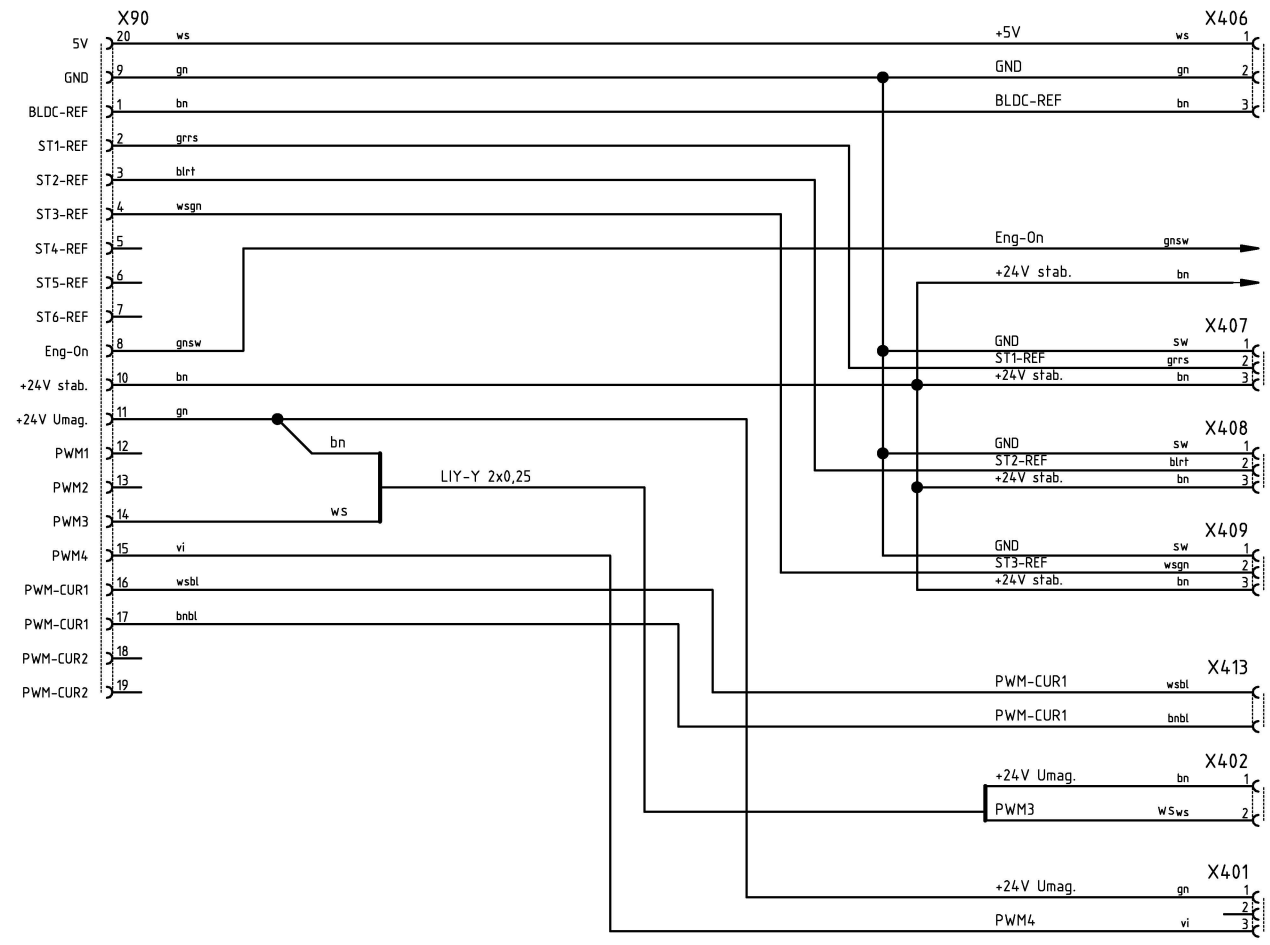 X90 X406
5V 20 ws +5V ws 1
GND 9 gn GND gn 2
BLDC-REF 1 bn BLDC-REF bn 3
ST1-REF 2 grrs
ST2-REF 3 blrt
ST3-REF 4 wsgn
ST4-REF 5 Eng-On gnsw
ST5-REF 6 +24V stab. bn
ST6-REF 7 X407
Eng-On 8 gnsw GND sw 1
ST1-REF grrs 2
+24V stab. 10 bn +24V stab. bn 3
+24V Umag. 11 gn X408
PWM1 12 bn GND sw 1
ST2-REF blrt 2
PWM2 13 LIY-Y 2x0,25 +24V stab. bn 3
PWM3 14 ws X409
PWM4 15 vi GND sw 1
ST3-REF wsgn 2
PWM-CUR1 16 wsbl +24V stab. bn 3
PWM-CUR1 17 bnbl
PWM-CUR2 18 X413
PWM-CUR2 19 PWM-CUR1 wsbl
PWM-CUR1 bnbl
X402
+24V Umag. bn 1
PWM3 ws ws 2
X401
+24V Umag. gn 1
2
PWM4 vi 3